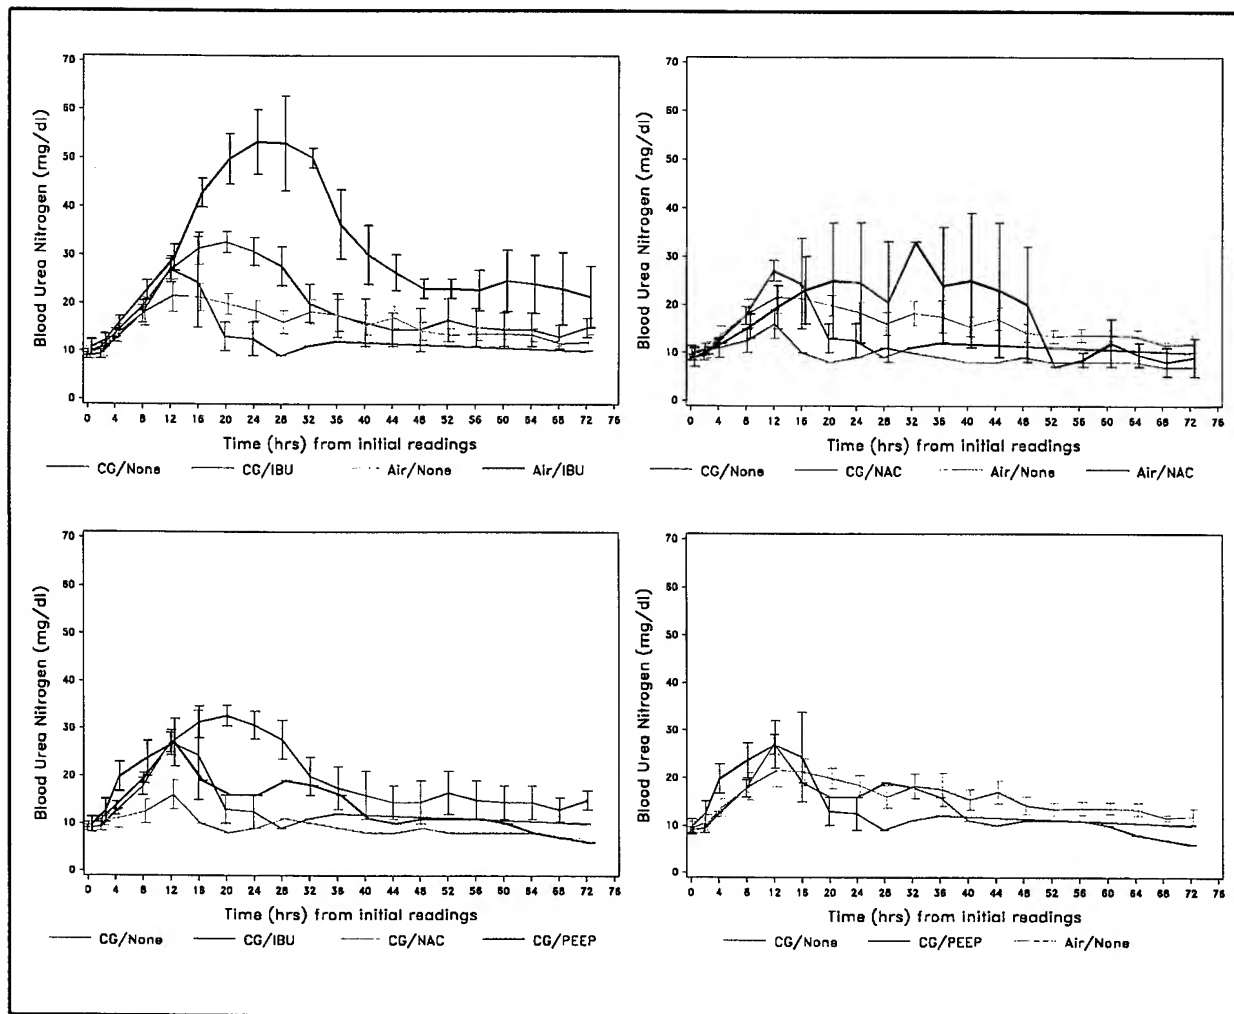 Blood Urea Nitrogen (mg/dl)
70
60
50
40
30
20
10
0
0 4 8 12 16 20 24 28 32 36 40 44 48 52 56 60 64 68 72 76
Time (hrs) from initial readings
CG/None CG/IBU Air/None Air/IBU
Blood Urea Nitrogen (mg/dl)
70
60
50
40
30
20
10
0
0 4 8 12 16 20 24 28 32 36 40 44 48 52 56 60 64 68 72 76
Time (hrs) from initial readings
CG/None CG/NAC Air/None Air/NAC
Blood Urea Nitrogen (mg/dl)
70
60
50
40
30
20
10
0
0 4 8 12 16 20 24 28 32 36 40 44 48 52 56 60 64 68 72 76
Time (hrs) from initial readings
CG/None CG/IBU CG/NAC CG/PEEP
Blood Urea Nitrogen (mg/dl)
70
60
50
40
30
20
10
0
0 4 8 12 16 20 24 28 32 36 40 44 48 52 56 60 64 68 72 76
Time (hrs) from initial readings
CG/None CG/PEEP Air/None